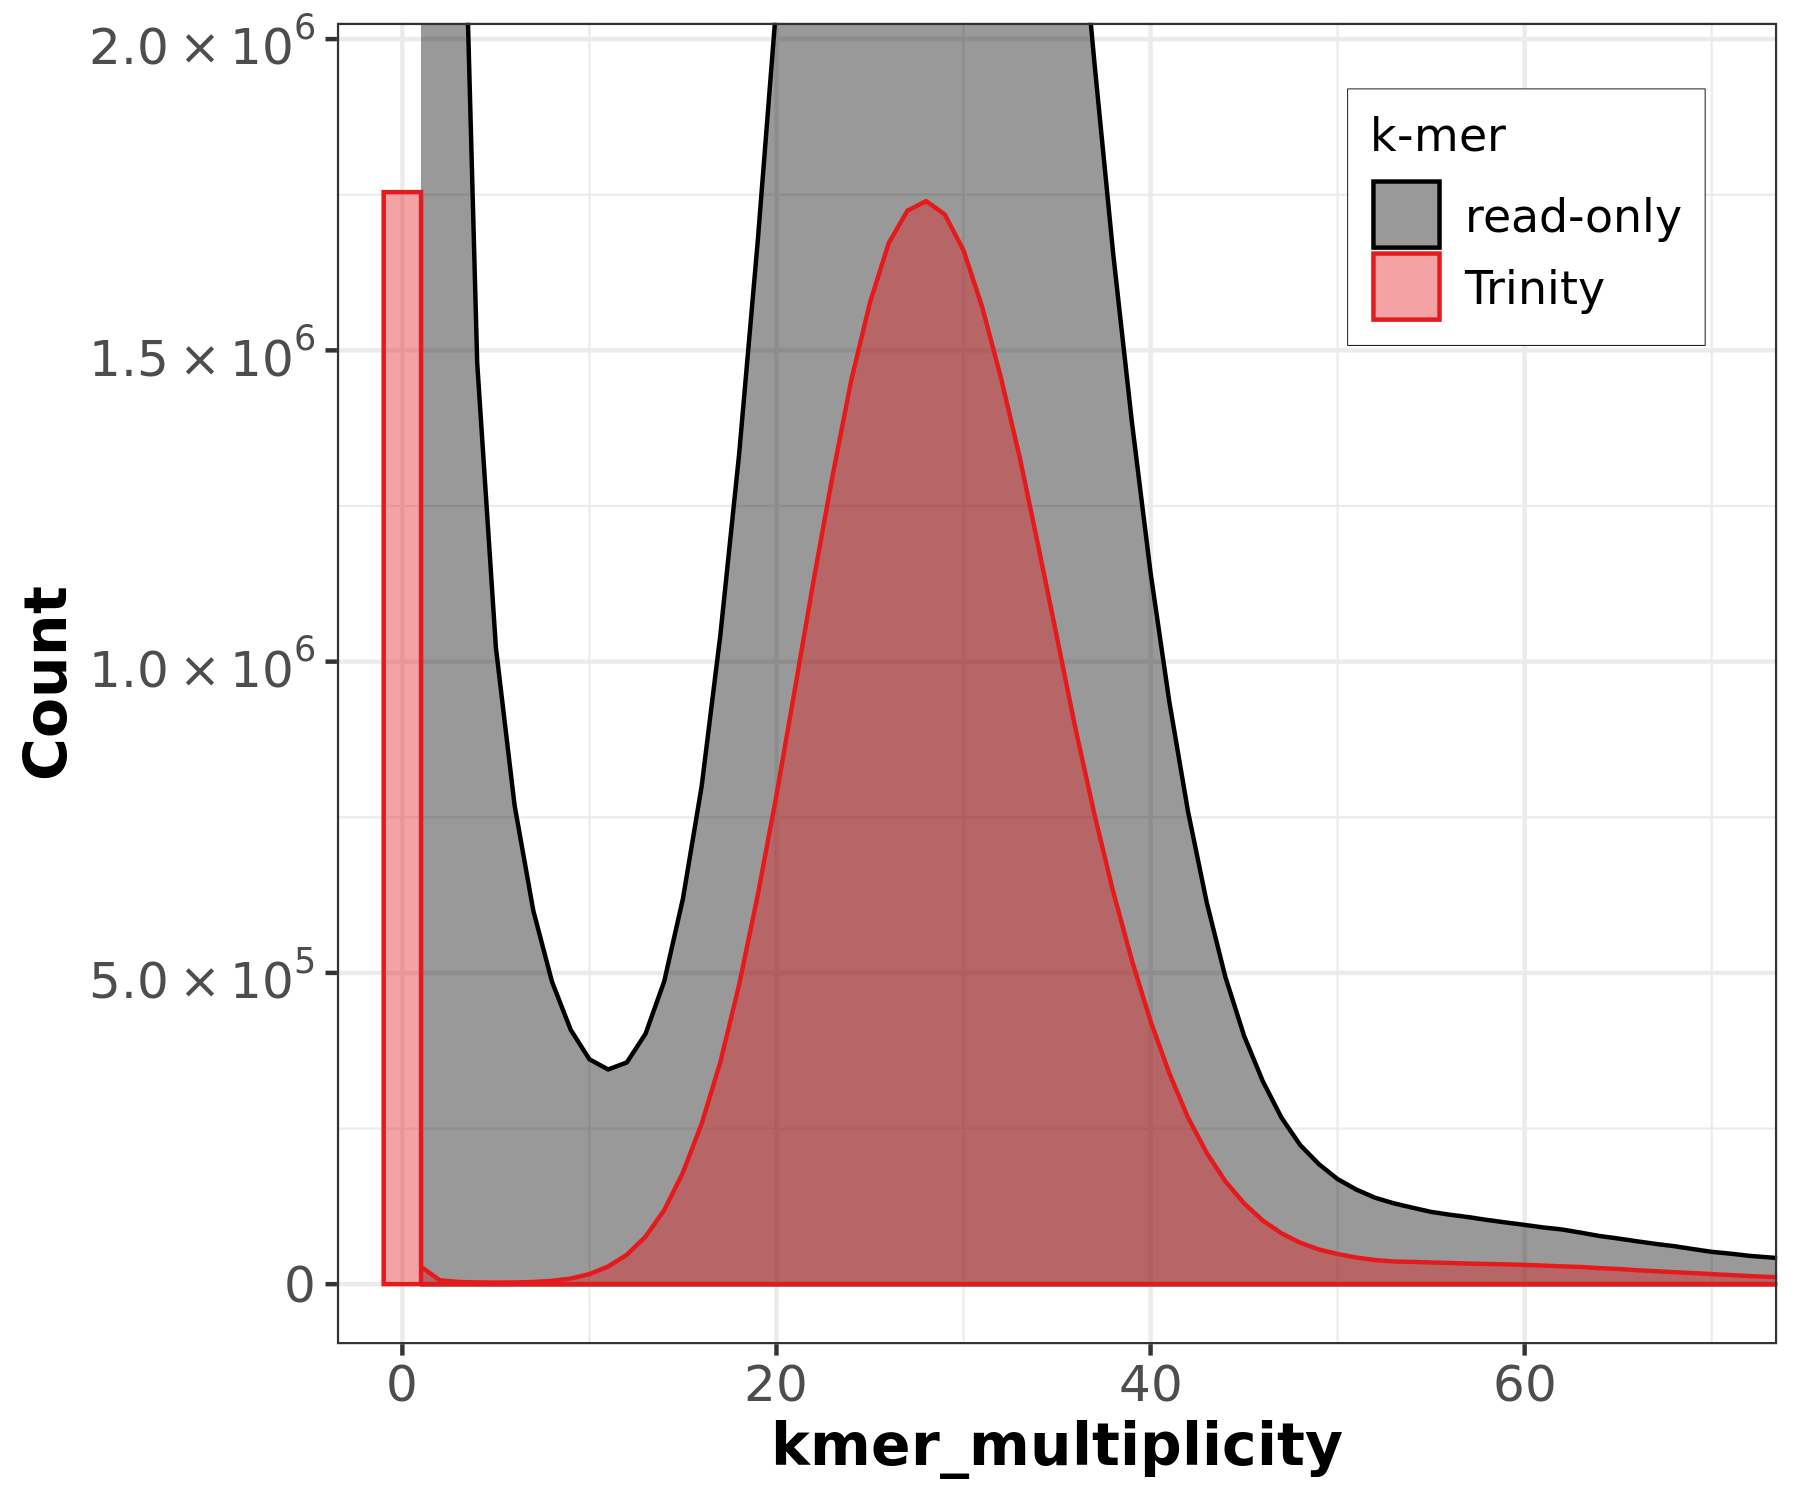 2.0 × 10⁶
1.5 × 10⁶
1.0 × 10⁶
5.0 × 10⁵
0
Count
k-mer
read-only
Trinity
0 20 40 60
kmer_multiplicity